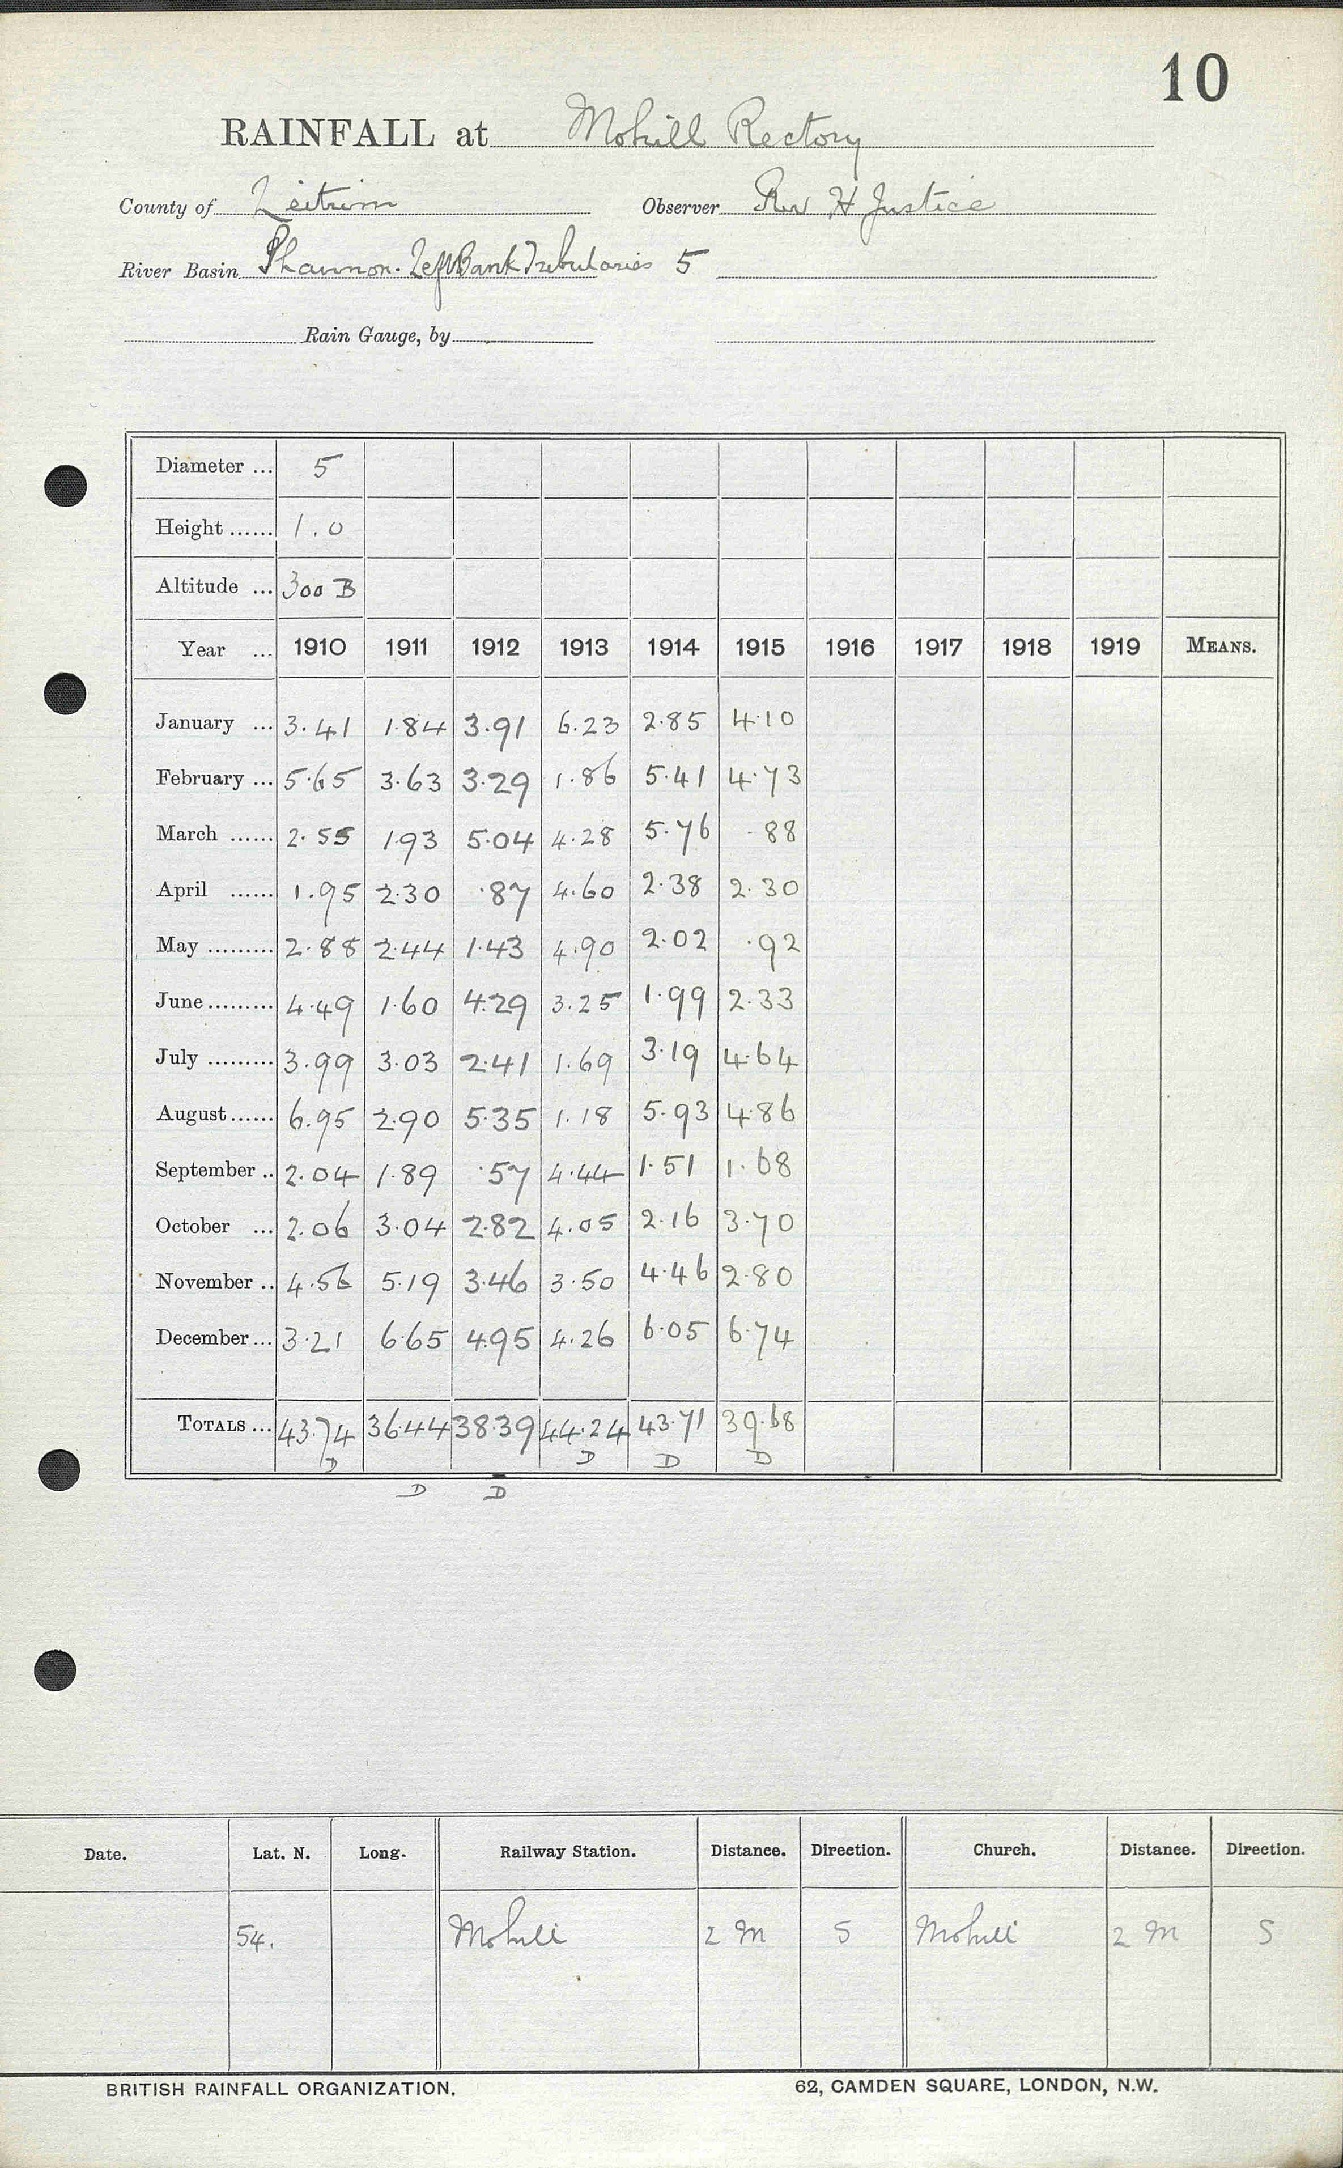 10
RAINFALL at Mohill Rectory
County of Leitrim Observer Rev H Justice
River Basin Shannon. Left Bank Tributaries 5
Rain Gauge, by
Diameter ... 5
Height ...... 1.0
Altitude ... 300 B
Year ... 1910 1911 1912 1913 1914 1915 1916 1917 1918 1919 MEANS.
January ... 3.41 1.84 3.91 6.23 2.85 4.10
February ... 5.65 3.63 3.29 1.86 5.41 4.73
March ...... 2.55 1.93 5.04 4.28 5.76 .88
April ...... 1.95 2.30 .87 4.60 2.38 2.30
May ......... 2.88 2.44 1.43 4.90 2.02 .92
June ......... 4.49 1.60 4.29 3.25 1.99 2.33
July ......... 3.99 3.03 2.41 1.69 3.19 4.64
August ...... 6.95 2.90 5.35 1.18 5.93 4.86
September .. 2.04 1.89 .57 4.44 1.51 1.68
October ... 2.06 3.04 2.82 4.05 2.16 3.70
November .. 4.56 5.19 3.46 3.50 4.46 2.80
December ... 3.21 6.65 4.95 4.26 6.05 6.74
TOTALS ... 43.74 36.44 38.39 44.24 43.71 39.68
D D D D
D D
Date. Lat. N. Long. Railway Station. Distance. Direction. Church. Distance. Direction.
54. Mohill 2 m S Mohill 2 m S
BRITISH RAINFALL ORGANIZATION. 62, CAMDEN SQUARE, LONDON, N.W.